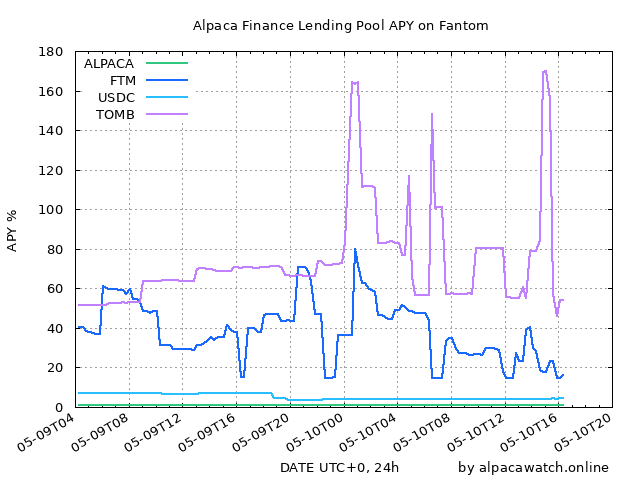 Alpaca Finance Lending Pool APY on Fantom
180
160
140
120
100
80
60
40
20
0
APY %
ALPACA
FTM
USDC
TOMB
05-09T04
05-09T08
05-09T12
05-09T16
05-09T20
05-10T00
05-10T04
05-10T08
05-10T12
05-10T16
05-10T20
DATE UTC+0, 24h
by alpacawatch.online